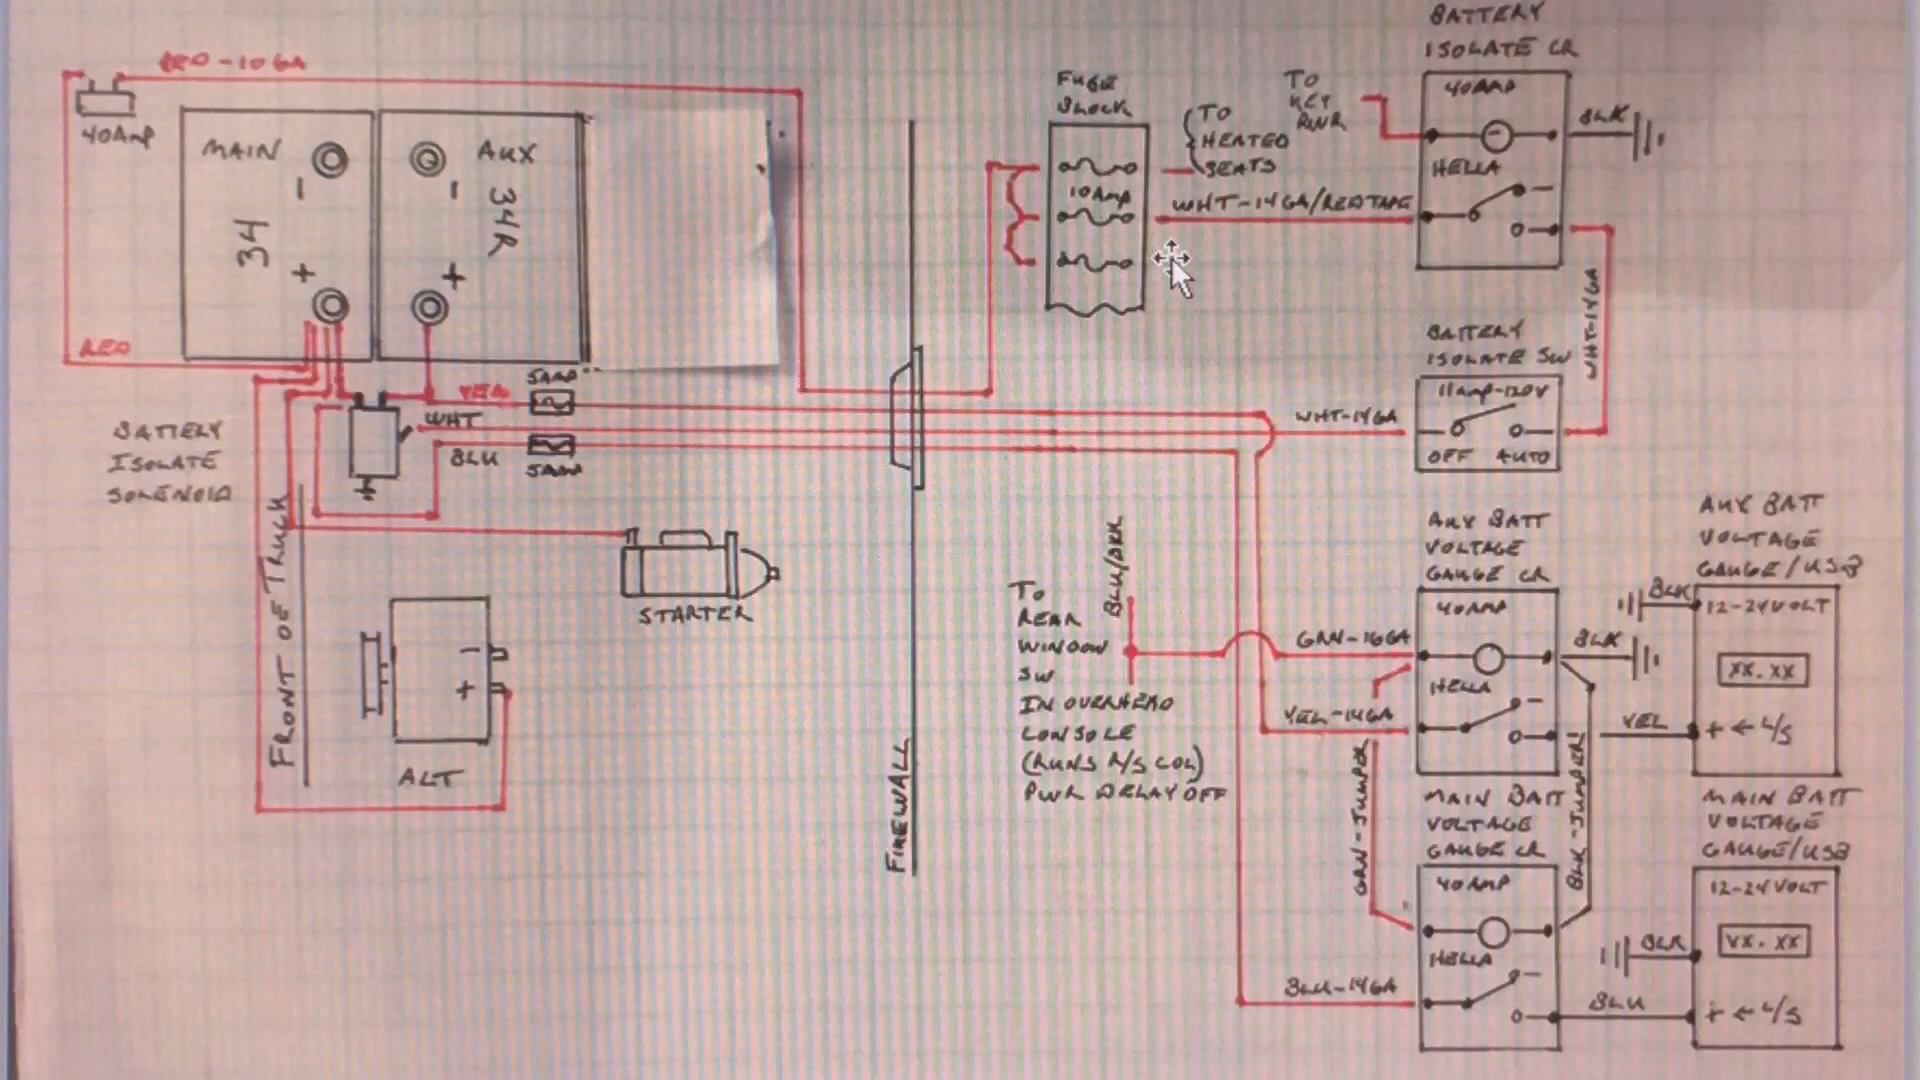 RED-10GA
40Amp
MAIN
-
34
+
AUX
-
34R
+
RED
BATTERY
ISOLATE
SOLENOID
YEL
5Amp
WHT
BLU
5Amp
FRONT OF TRUCK
STARTER
-
+
ALT
FIREWALL
FUSE
BLOCK
10Amp
TO
HEATED
SEATS
WHT-14GA/REDTAPE
TO
KEY
PWR
BATTERY
ISOLATE CR
40Amp
HELLA
BLK
WHT-14GA
BATTERY
ISOLATE SW
11Amp-120V
OFF AUTO
WHT-14GA
BLU/BRK
TO
REAR
WINDOW
SW
IN OVERHEAD
CONSOLE
(RUNS A/S COL)
PWR DELAY OFF
AUX BATT
VOLTAGE
GAUGE CR
40AMP
HELLA
GRN-16GA
YEL-14GA
GRN-JUMPER
BLK
BLK-JUMPER
AUX BATT
VOLTAGE
GAUGE/USB
BLK
12-24VOLT
XX.XX
YEL
+ ← L/S
MAIN BATT
VOLTAGE
GAUGE CR
40AMP
HELLA
BLU-14GA
MAIN BATT
VOLTAGE
GAUGE/USB
12-24VOLT
BLK
XX.XX
BLU
+ ← L/S